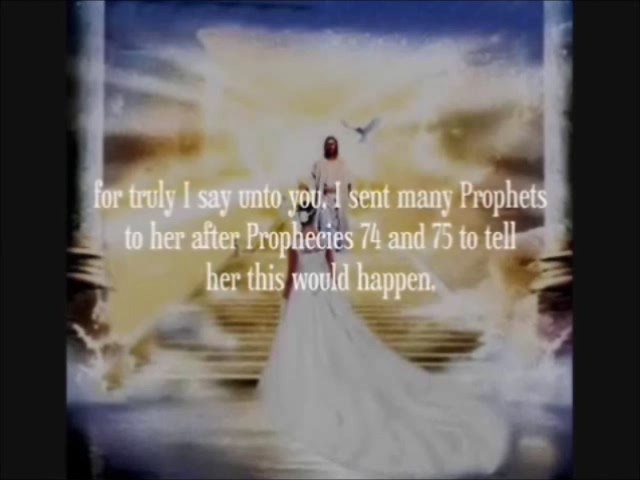 for truly I say unto you, I sent many Prophets
to her after Prophecies 74 and 75 to tell
her this would happen.